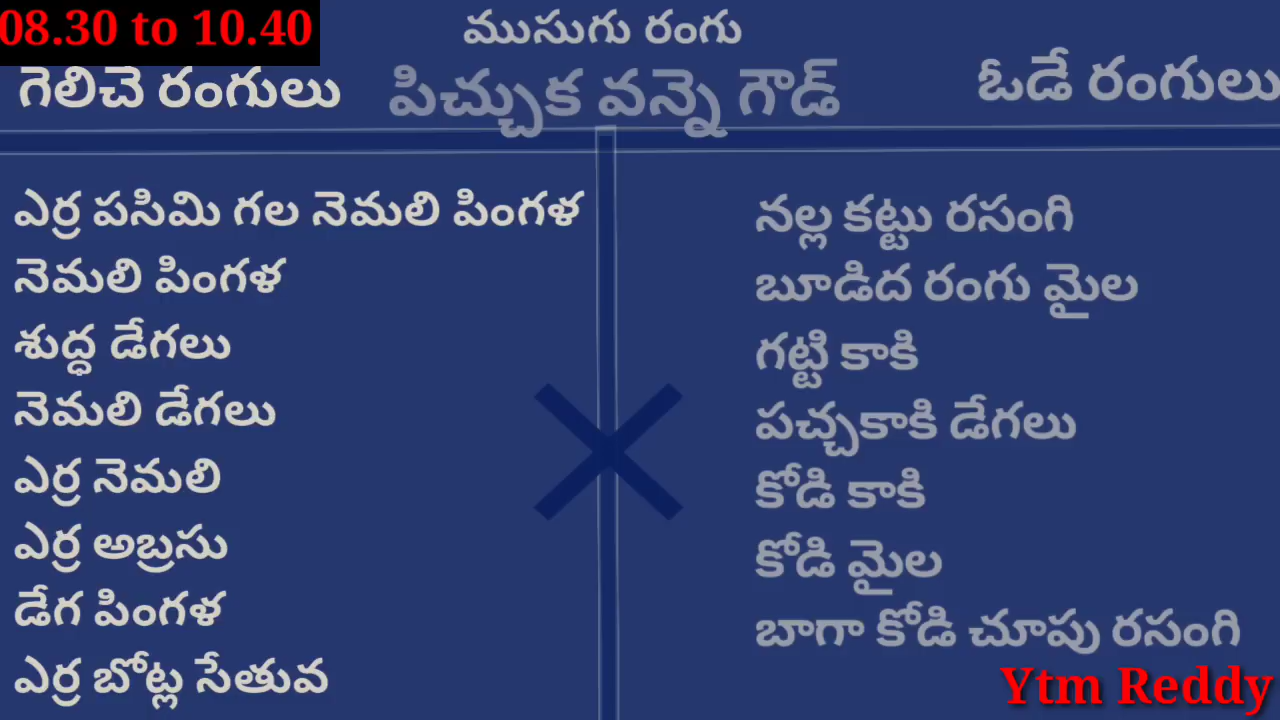 08.30 to 10.40
ముసుగు రంగు
గెలిచే రంగులు
పిచ్చుక వన్నె గౌడ్
ఓడే రంగులు
ఎర్ర పసిమి గల నెమలి పింగళ
నెమలి పింగళ
శుద్ధ డేగలు
నెమలి డేగలు
ఎర్ర నెమలి
ఎర్ర అబ్రసు
డేగ పింగళ
ఎర్ర బోట్ల సేతువ
నల్ల కట్టు రసంగి
బూడిద రంగు మైల
గట్టి కాకి
పచ్చకాకి డేగలు
కోడి కాకి
కోడి మైల
బాగా కోడి చూపు రసంగి
Ytm Reddy